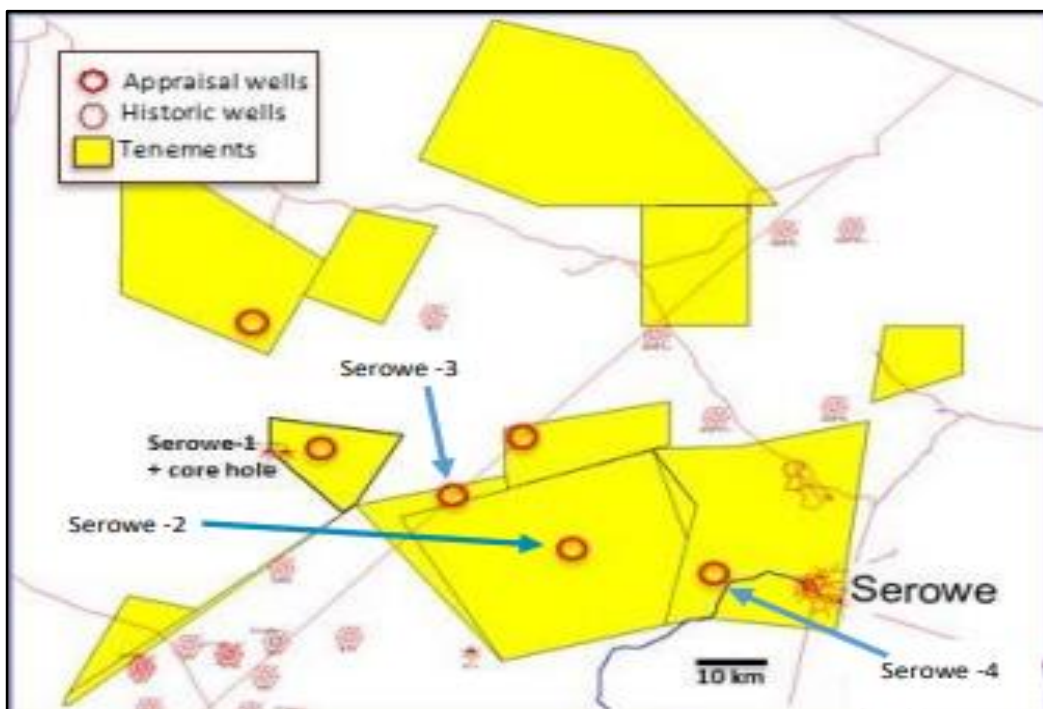 Appraisal wells
Historic wells
Tenements
Serowe -3
Serowe-1
+ core hole
Serowe -2
Serowe
10 km
Serowe -4